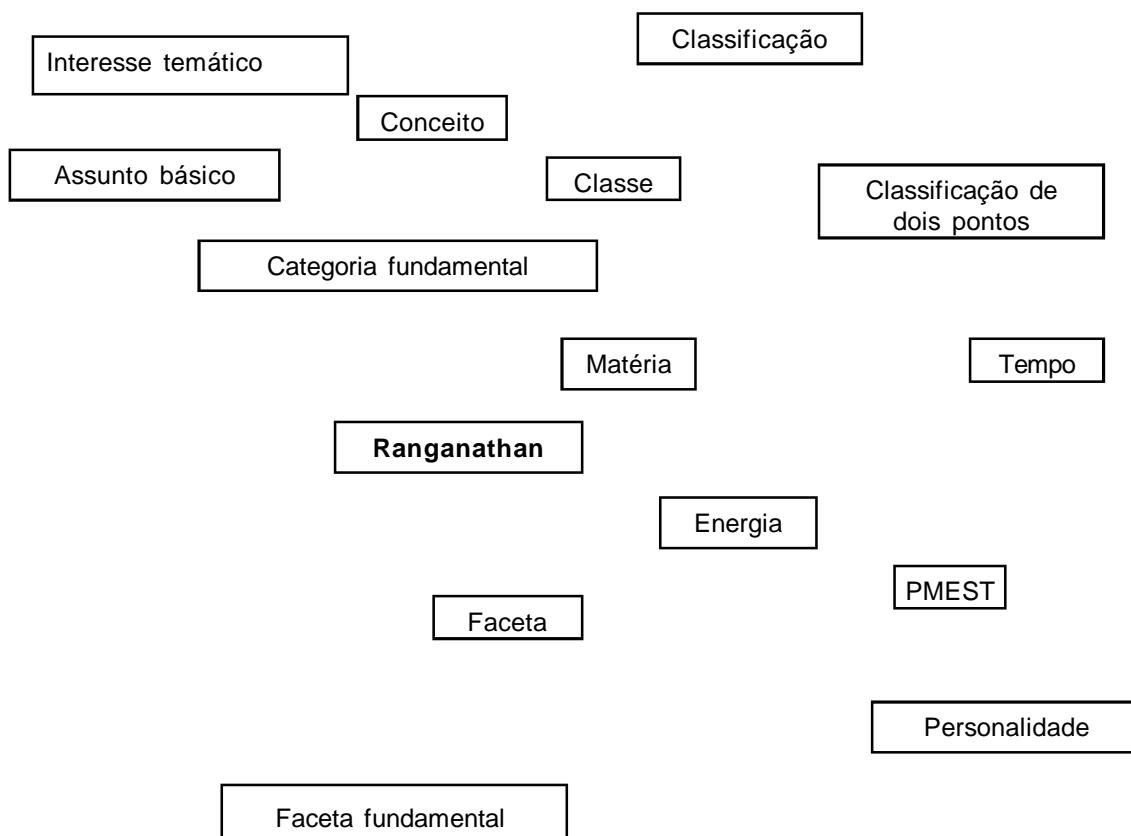 Classificação
Interesse temático
Conceito
Assunto básico
Classe
Classificação de
dois pontos
Categoria fundamental
Matéria
Tempo
Ranganathan
Energia
PMEST
Faceta
Personalidade
Faceta fundamental